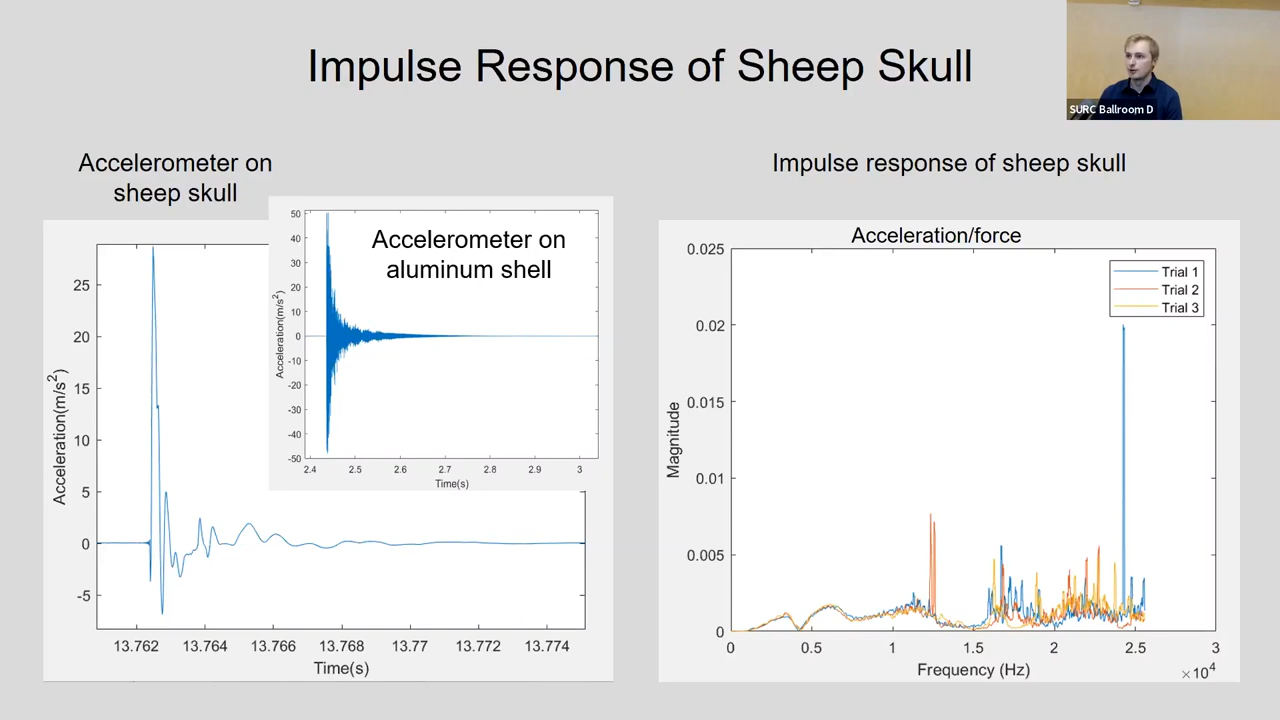 Impulse Response of Sheep Skull
SURC Ballroom D
Accelerometer on
sheep skull
Accelerometer on
aluminum shell
50
40
30
20
10
0
-10
-20
-30
-40
-50
Acceleration(m/s²)
2.4
2.5
2.6
2.7
2.8
2.9
3
Time(s)
25
20
15
10
5
0
-5
Acceleration(m/s²)
13.762
13.764
13.766
13.768
13.77
13.772
13.774
Time(s)
Impulse response of sheep skull
Acceleration/force
Trial 1
Trial 2
Trial 3
0.025
0.02
0.015
0.01
0.005
0
Magnitude
0
0.5
1
1.5
2
2.5
3
Frequency (Hz)
×10⁴